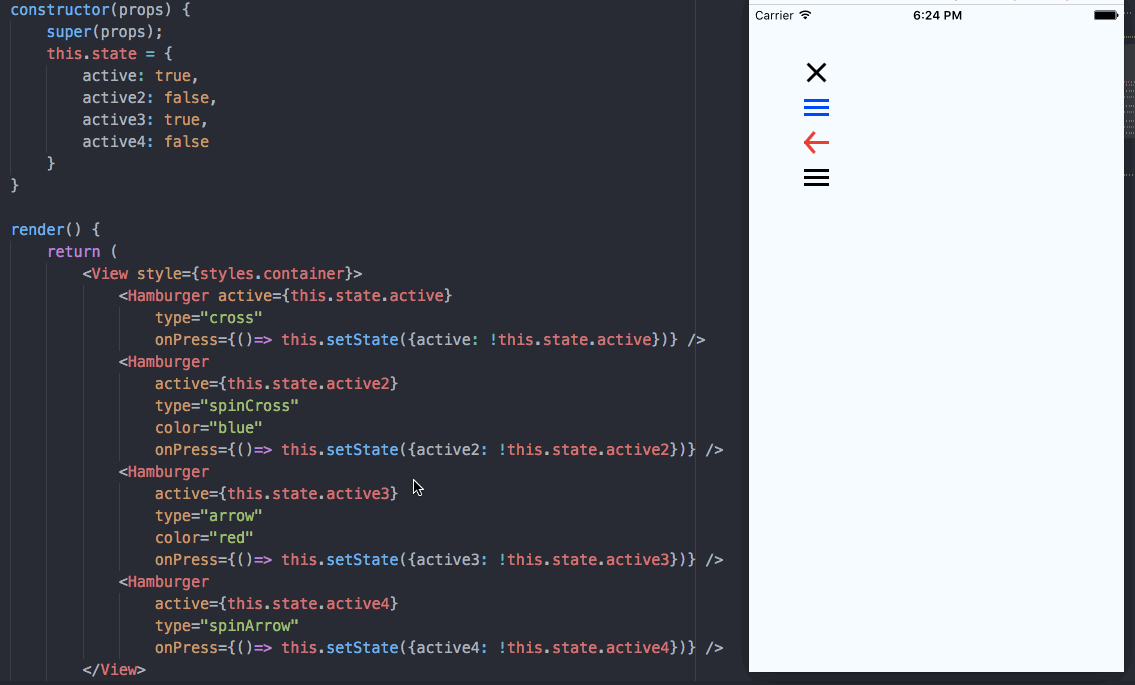 constructor(props) {
super(props);
this.state = {
active: true,
active2: false,
active3: true,
active4: false
}
}
render() {
return (
<View style={styles.container}>
<Hamburger active={this.state.active}
type="cross"
onPress={()=> this.setState({active: !this.state.active})} />
<Hamburger
active={this.state.active2}
type="spinCross"
color="blue"
onPress={()=> this.setState({active2: !this.state.active2})} />
<Hamburger
active={this.state.active3}
type="arrow"
color="red"
onPress={()=> this.setState({active3: !this.state.active3})} />
<Hamburger
active={this.state.active4}
type="spinArrow"
onPress={()=> this.setState({active4: !this.state.active4})} />
</View>
Carrier 6:24 PM